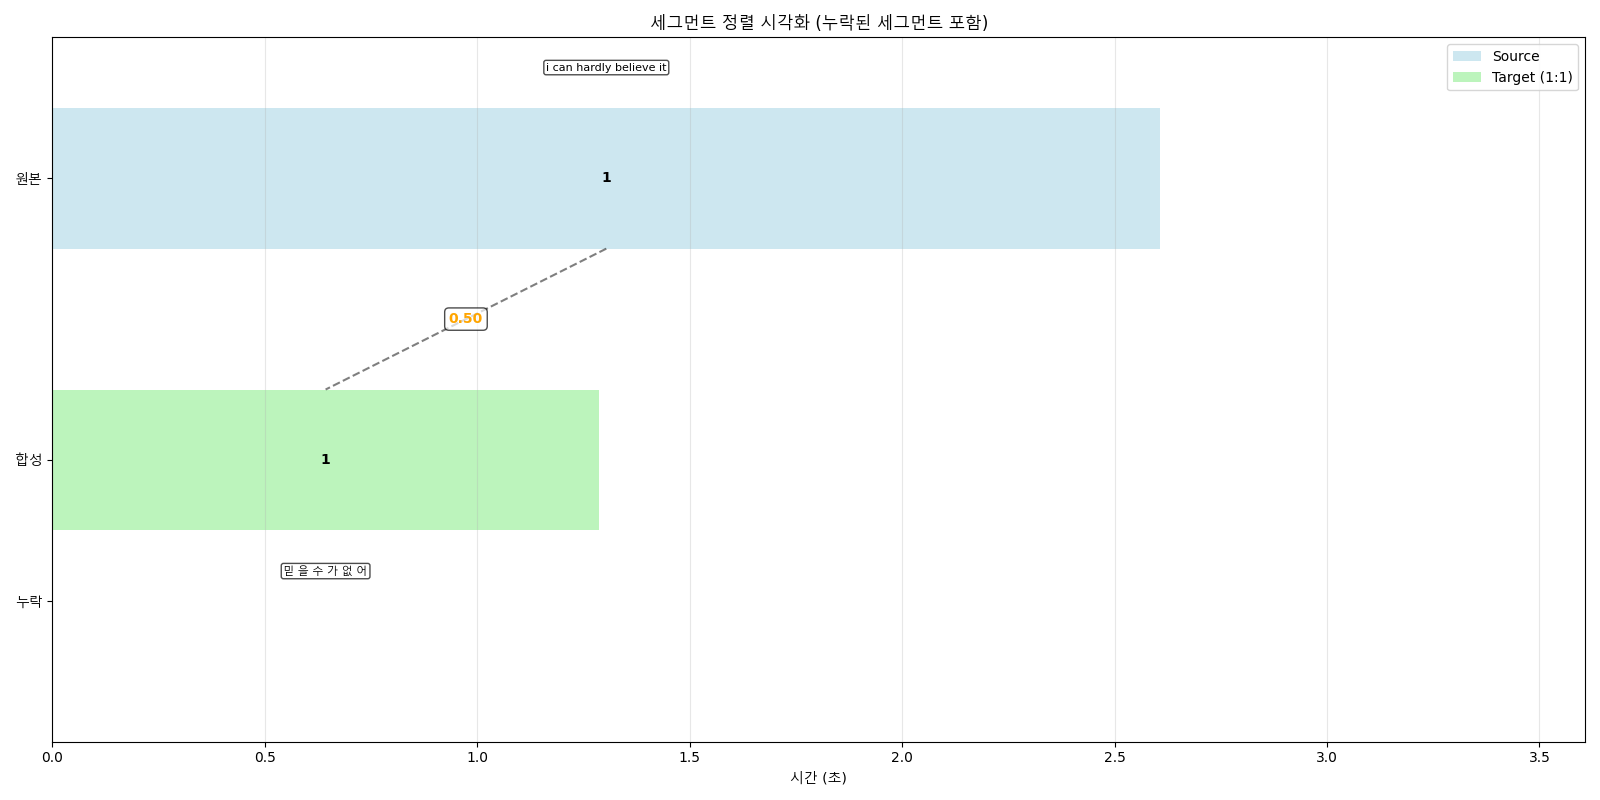 세그먼트 정렬 시각화 (누락된 세그먼트 포함)
Source
Target (1:1)
i can hardly believe it
원본
1
0.50
합성
1
믿 을 수 가 없 어
누락
0.0 0.5 1.0 1.5 2.0 2.5 3.0 3.5
시간 (초)